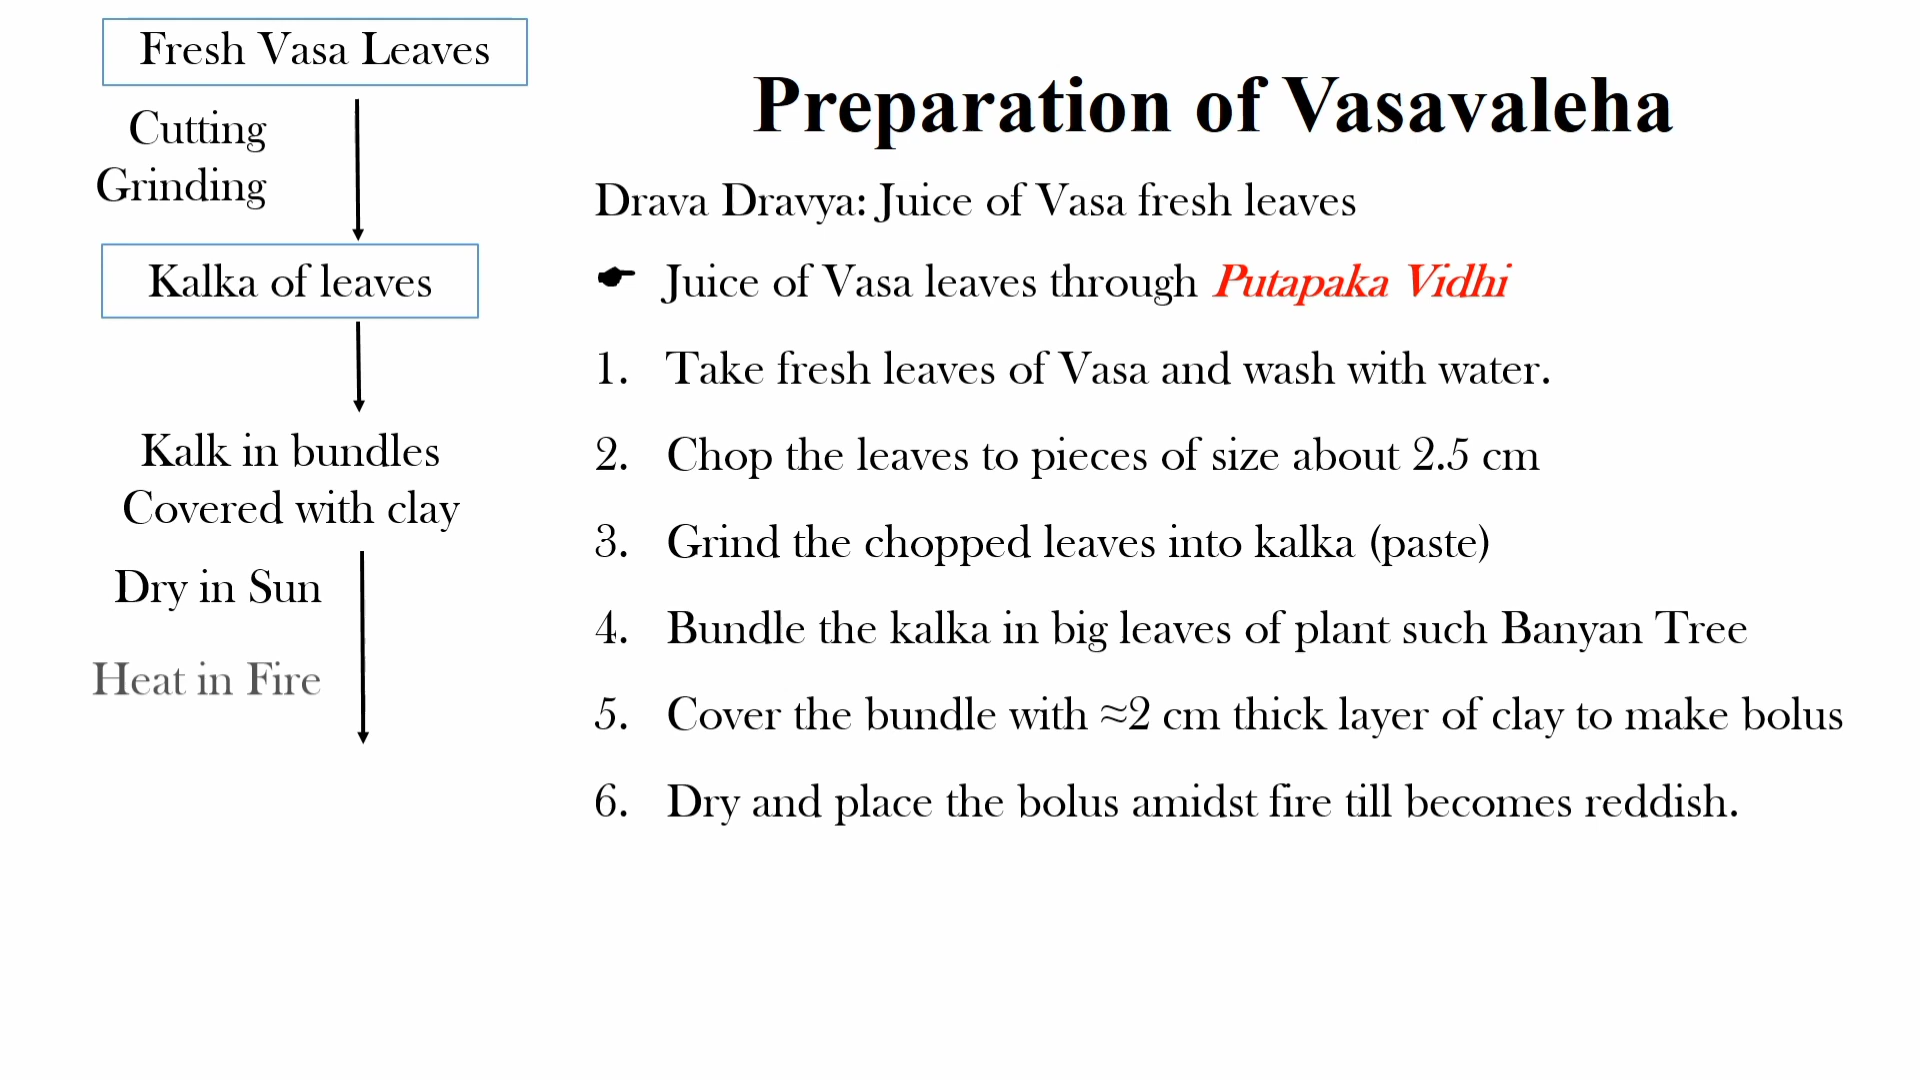 Fresh Vasa Leaves
Cutting
Grinding
Kalka of leaves
Kalk in bundles
Covered with clay
Dry in Sun
Heat in Fire
Preparation of Vasavaleha
Drava Dravya: Juice of Vasa fresh leaves
☛ Juice of Vasa leaves through Putapaka Vidhi
1. Take fresh leaves of Vasa and wash with water.
2. Chop the leaves to pieces of size about 2.5 cm
3. Grind the chopped leaves into kalka (paste)
4. Bundle the kalka in big leaves of plant such Banyan Tree
5. Cover the bundle with ≈2 cm thick layer of clay to make bolus
6. Dry and place the bolus amidst fire till becomes reddish.